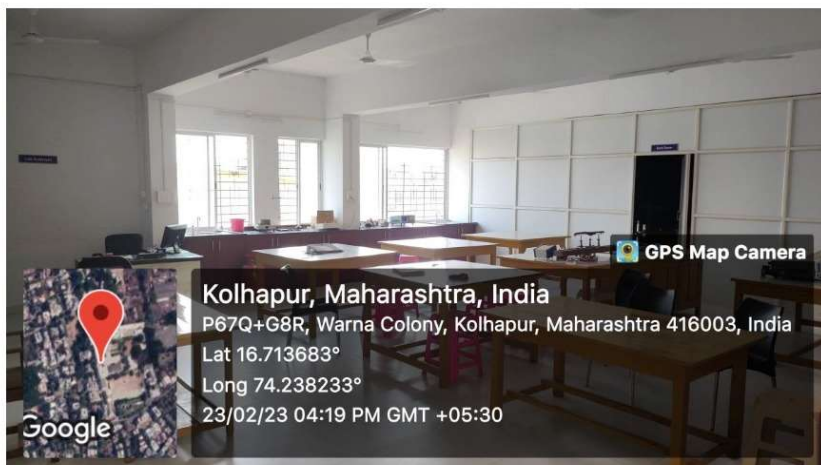 GPS Map Camera
Kolhapur, Maharashtra, India
P67Q+G8R, Warna Colony, Kolhapur, Maharashtra 416003, India
Lat 16.713683°
Long 74.238233°
23/02/23 04:19 PM GMT +05:30
Google